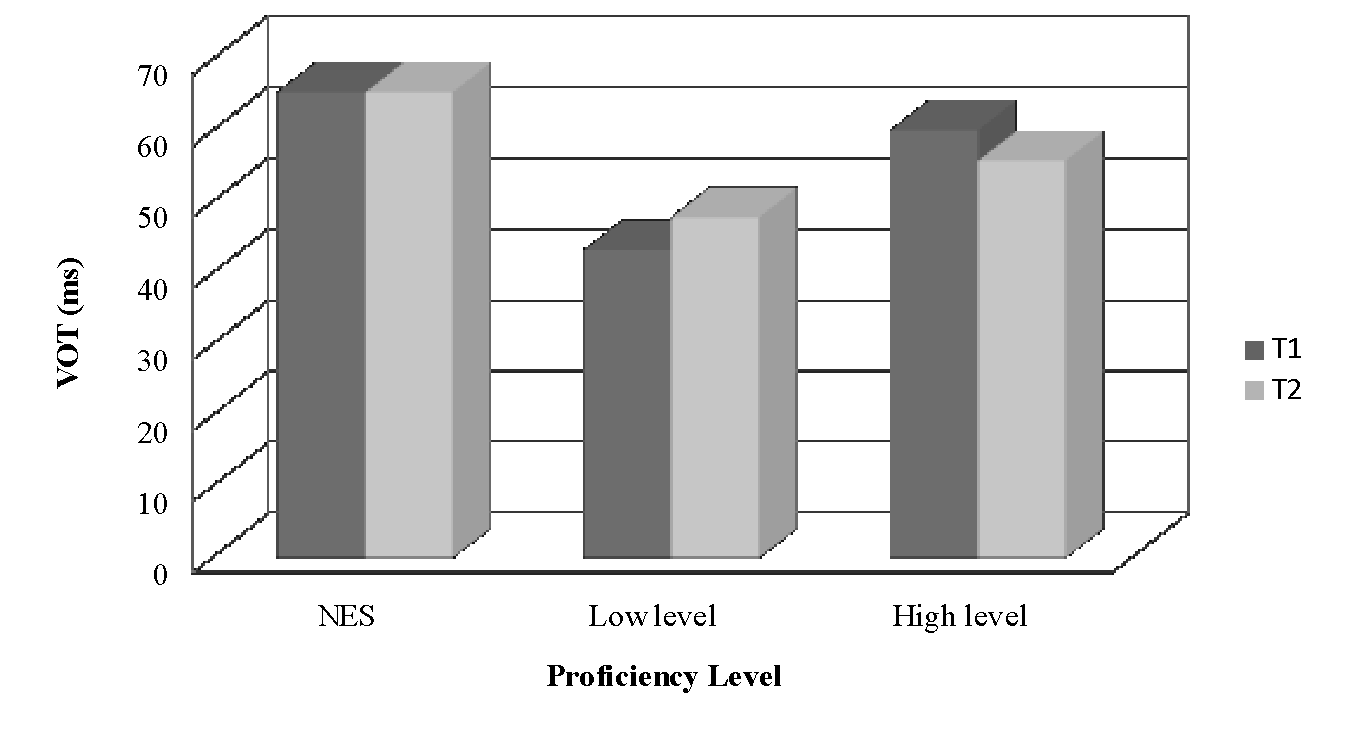 70
60
50
40
30
20
10
0
VOT (ms)
NES
Low level
High level
Proficiency Level
T1
T2